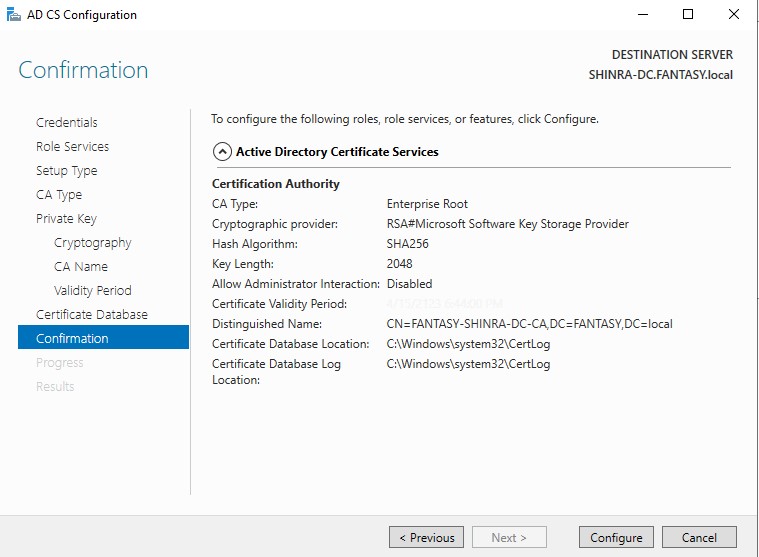 AD CS Configuration
Confirmation
DESTINATION SERVER
SHINRA-DC.FANTASY.local
Credentials
Role Services
Setup Type
CA Type
Private Key
Cryptography
CA Name
Validity Period
Certificate Database
Confirmation
Progress
Results
To configure the following roles, role services, or features, click Configure.
Active Directory Certificate Services
Certification Authority
CA Type: Enterprise Root
Cryptographic provider: RSA#Microsoft Software Key Storage Provider
Hash Algorithm: SHA256
Key Length: 2048
Allow Administrator Interaction: Disabled
Certificate Validity Period:
Distinguished Name: CN=FANTASY-SHINRA-DC-CA,DC=FANTASY,DC=local
Certificate Database Location: C:\Windows\system32\CertLog
Certificate Database Log C:\Windows\system32\CertLog
Location:
< Previous Next > Configure Cancel